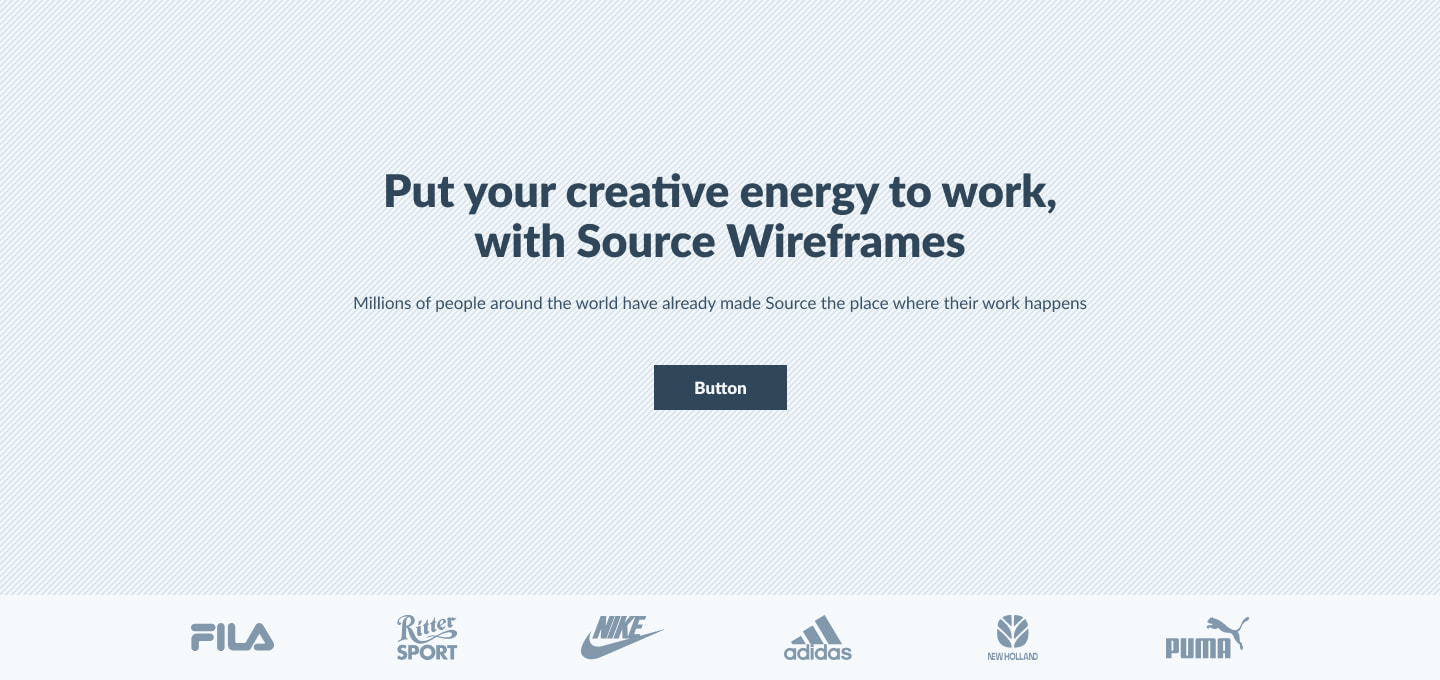 Put your creative energy to work,
with Source Wireframes
Millions of people around the world have already made Source the place where their work happens
Button
FILA
Ritter
SPORT
NIKE
adidas
NEW HOLLAND
PUMA